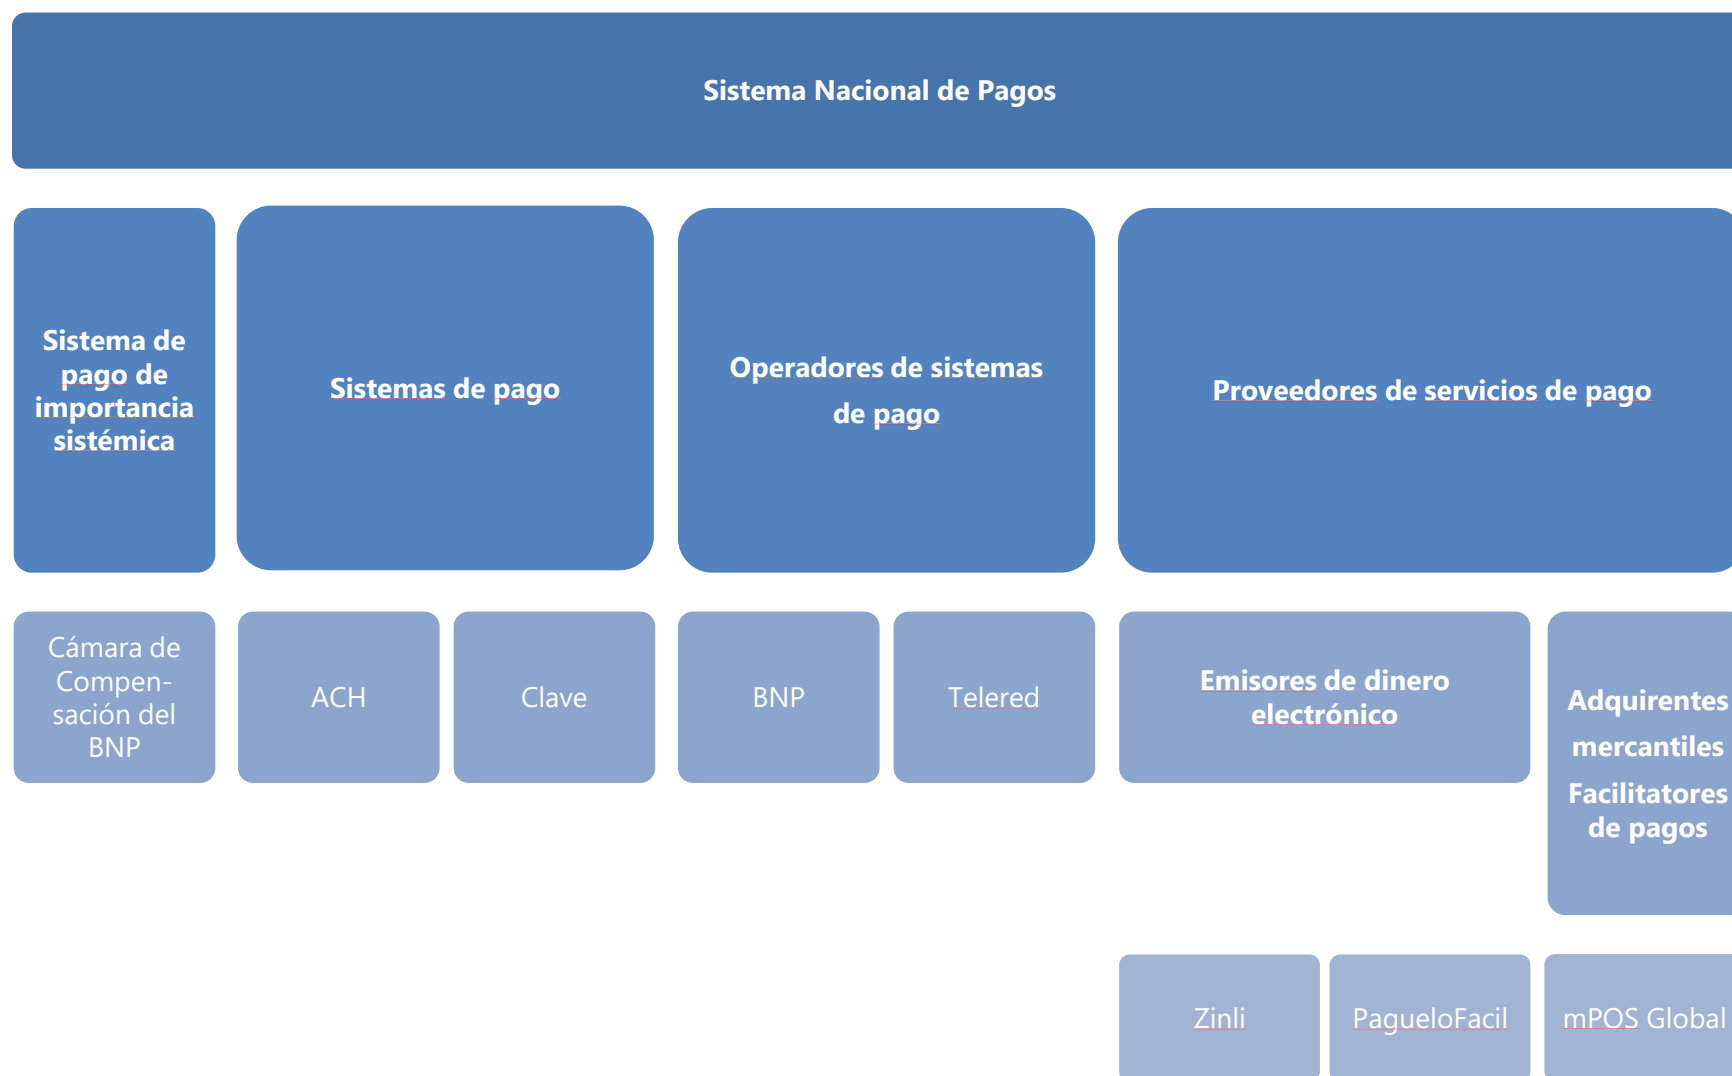 Sistema Nacional de Pagos
Sistema de
pago de
importancia
sistémica
Sistemas de pago
Operadores de sistemas
de pago
Proveedores de servicios de pago
Cámara de
Compen-
sación del
BNP
ACH
Clave
BNP
Telered
Emisores de dinero
electrónico
Adquirentes
mercantiles
Facilitatores
de pagos
Zinli
PagueloFacil
mPOS Global